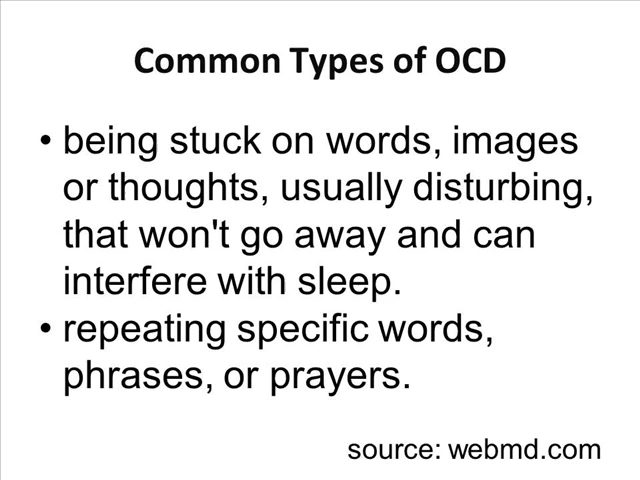 Common Types of OCD
• being stuck on words, images
or thoughts, usually disturbing,
that won't go away and can
interfere with sleep.
• repeating specific words,
phrases, or prayers.
source: webmd.com